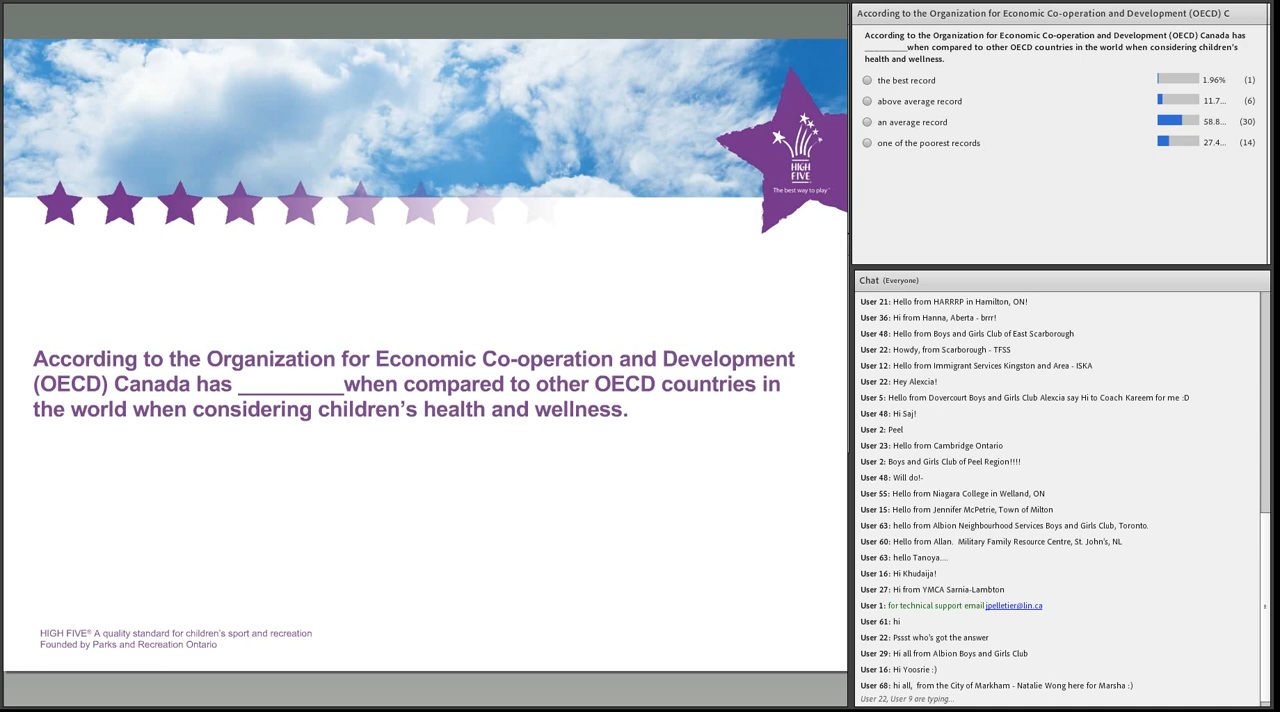 HIGH
FIVE
The best way to play™
According to the Organization for Economic Co-operation and Development
(OECD) Canada has _________when compared to other OECD countries in
the world when considering children's health and wellness.
HIGH FIVE® A quality standard for children's sport and recreation
Founded by Parks and Recreation Ontario
According to the Organization for Economic Co-operation and Development (OECD) C
According to the Organization for Economic Co-operation and Development (OECD) Canada has
_________when compared to other OECD countries in the world when considering children's
health and wellness.
the best record 1.96% (1)
above average record 11.7... (6)
an average record 58.8... (30)
one of the poorest records 27.4... (14)
Chat (Everyone)
User 21: Hello from HARRRP in Hamilton, ON!
User 36: Hi from Hanna, Aberta - brrr!
User 48: Hello from Boys and Girls Club of East Scarborough
User 22: Howdy, from Scarborough - TFSS
User 12: Hello from Immigrant Services Kingston and Area - ISKA
User 22: Hey Alexcia!
User 5: Hello from Dovercourt Boys and Girls Club Alexcia say Hi to Coach Kareem for me :D
User 48: Hi Saj!
User 2: Peel
User 23: Hello from Cambridge Ontario
User 2: Boys and Girls Club of Peel Region!!!!
User 48: Will do!-
User 55: Hello from Niagara College in Welland, ON
User 15: Hello from Jennifer McPetrie, Town of Milton
User 63: hello from Albion Neighbourhood Services Boys and Girls Club, Toronto.
User 60: Hello from Allan.  Military Family Resource Centre, St. John's, NL
User 63: hello Tanoya....
User 16: Hi Khudaija!
User 27: Hi from YMCA Sarnia-Lambton
User 1: for technical support email jpelletier@lin.ca
User 61: hi
User 22: Pssst who's got the answer
User 29: Hi all from Albion Boys and Girls Club
User 16: Hi Yoosrie :)
User 68: hi all,  from the City of Markham - Natalie Wong here for Marsha :)
User 22, User 9 are typing...